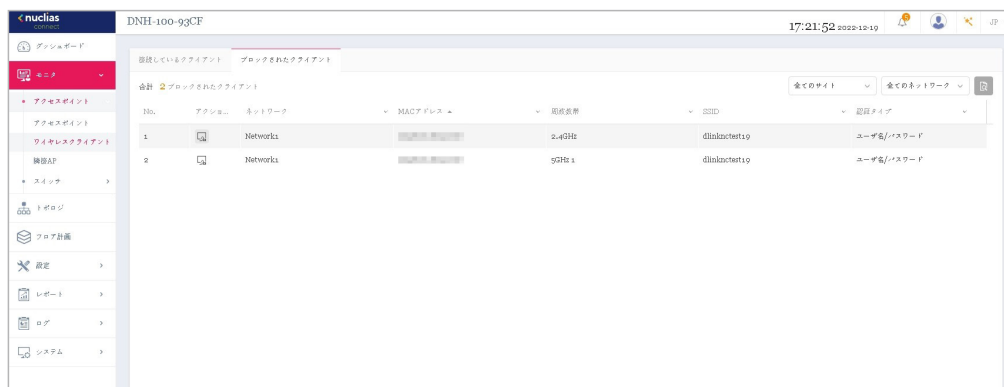 nuclias
connect
DNH-100-93CF
17:21:52 2022-12-19
JP
ダッシュボード
接続しているクライアント ブロックされたクライアント
モニタ
合計 2 ブロックされたクライアント
全てのサイト 全てのネットワーク
アクセスポイント
No. アクショ... ネットワーク MACアドレス 周波数帯 SSID 認証タイプ
アクセスポイント
1 Network1 2.4GHz dlinknctest19 ユーザ名/パスワード
ワイヤレスクライアント
隣接AP
2 Network1 5GHz 1 dlinknctest19 ユーザ名/パスワード
スイッチ
トポロジ
フロア計画
設定
レポート
ログ
システム